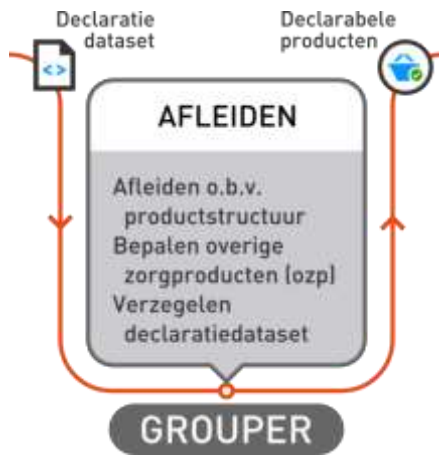 Declaratie
dataset
Declarabele
producten
AFLEIDEN
Afleiden o.b.v.
productstructuur
Bepalen overige
zorgproducten (ozp)
Verzegelen
declaratiedataset
GROUPER